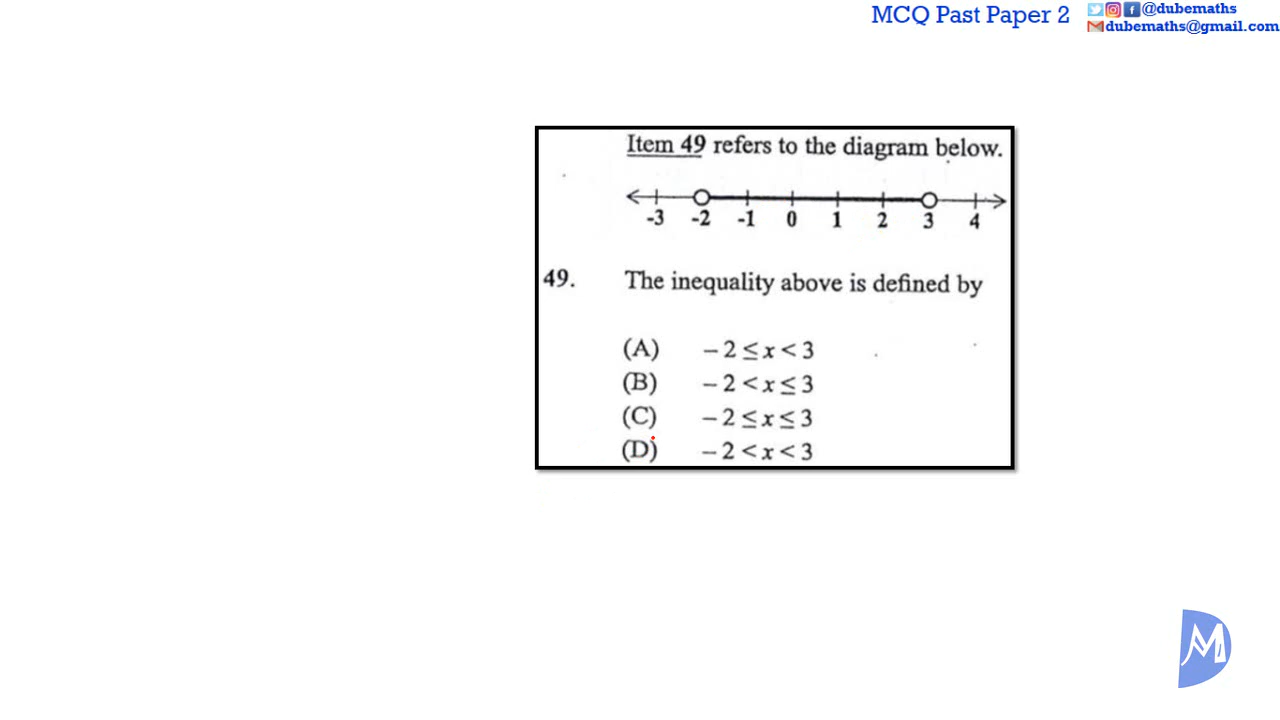 MCQ Past Paper 2
@dubemaths
dubemaths@gmail.com
Item 49 refers to the diagram below.
-3 -2 -1 0 1 2 3 4
49. The inequality above is defined by
(A) – 2 ≤ x < 3
(B) – 2 < x ≤ 3
(C) – 2 ≤ x ≤ 3
(D) – 2 < x < 3
M